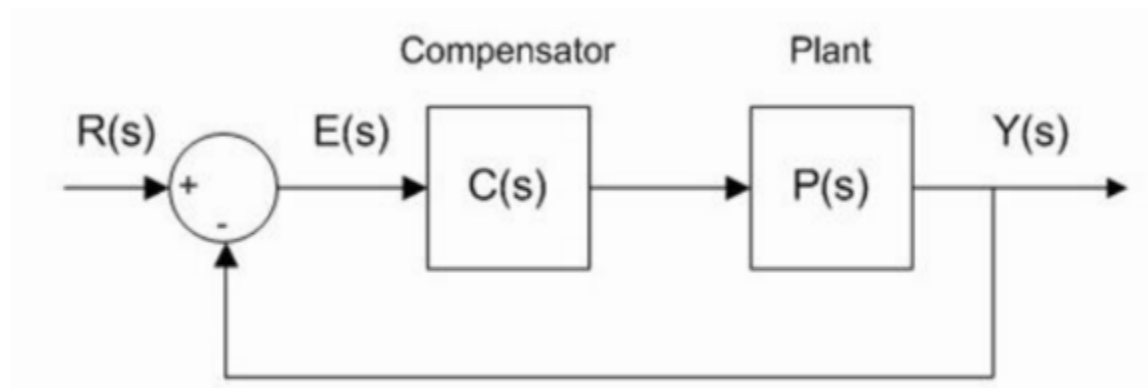 Compensator
Plant
R(s)
E(s)
Y(s)
+
C(s)
P(s)
-